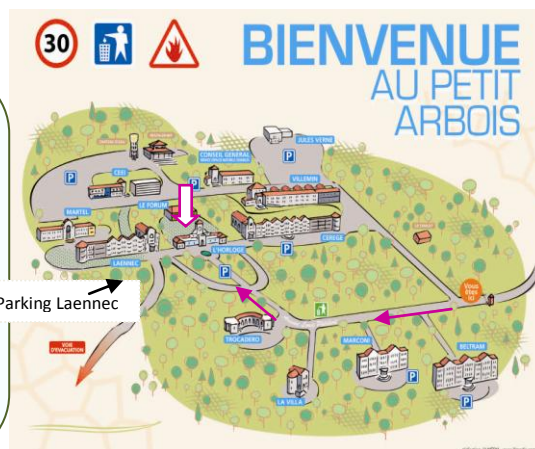 30
BIENVENUE
AU PETIT
ARBOIS
JULES VERNE
CONSEIL GENERAL
P
CEEI
P
P
VILLEMIN
LE FORUM
MARTEL
CEREGE
L'HORLOGE
LAENNEC
P
Vous
êtes
ici
Parking Laennec
VOIE
D'EVACUATION
TROCADERO
MARCONI
BELTRAM
P
LA VILLA
P